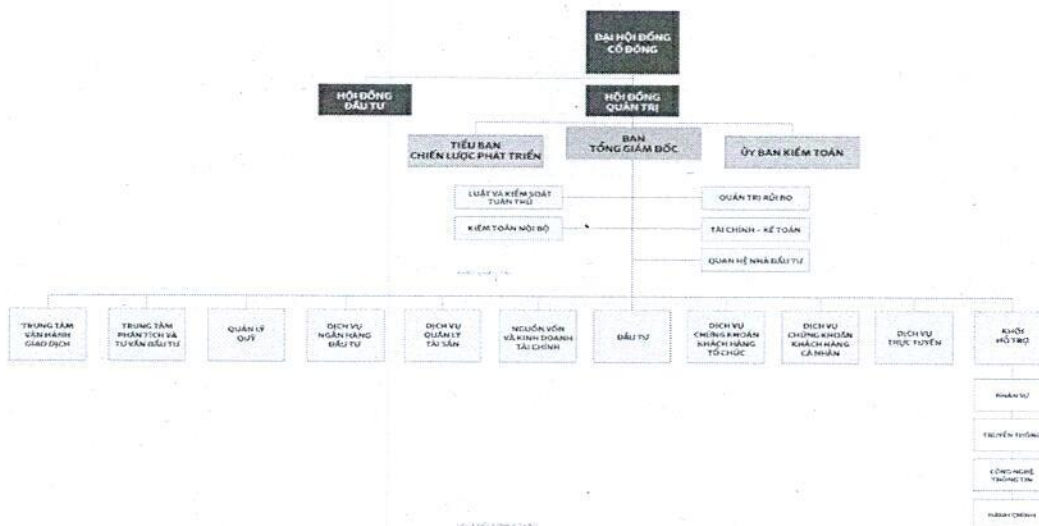 ĐẠI HỘI ĐỒNG
CỔ ĐÔNG
HỘI ĐỒNG
ĐẦU TƯ
HỘI ĐỒNG
QUẢN TRỊ
TIỂU BAN
CHIẾN LƯỢC PHÁT TRIỂN
BAN
TỔNG GIÁM ĐỐC
ỦY BAN KIỂM TOÁN
LUẬT VÀ KIỂM SOÁT
TUÂN THỦ
QUẢN TRỊ RỦI RO
KIỂM TOÁN NỘI BỘ
TÀI CHÍNH – KẾ TOÁN
QUAN HỆ NHÀ ĐẦU TƯ
TRUNG TÂM
VẬN HÀNH
GIAO DỊCH
TRUNG TÂM
PHÂN TÍCH VÀ
TƯ VẤN ĐẦU TƯ
QUẢN LÝ
QUỸ
DỊCH VỤ
NGÂN HÀNG
ĐẦU TƯ
DỊCH VỤ
QUẢN LÝ
TÀI SẢN
NGUỒN VỐN
VÀ KINH DOANH
TÀI CHÍNH
ĐẦU TƯ
DỊCH VỤ
CHỨNG KHOÁN
KHÁCH HÀNG
TỔ CHỨC
DỊCH VỤ
CHỨNG KHOÁN
KHÁCH HÀNG
CÁ NHÂN
DỊCH VỤ
TRỰC TUYẾN
KHỐI
HỖ TRỢ
NHÂN SỰ
TRUYỀN THÔNG
CÔNG NGHỆ
THÔNG TIN
HÀNH CHÍNH